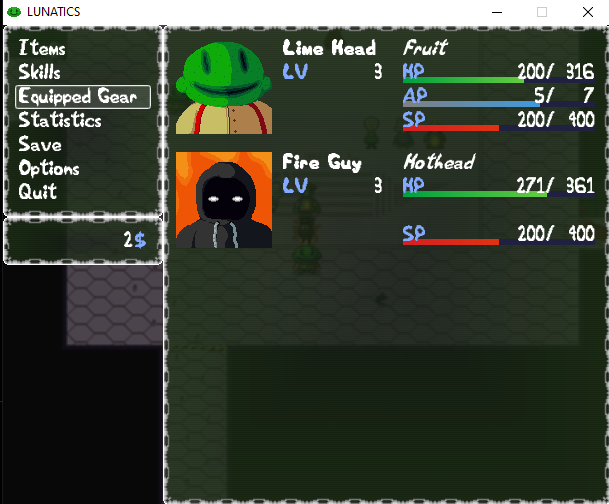 LUNATICS
Items
Skills
Equipped Gear
Statistics
Save
Options
Quit
2$
Lime Head Fruit
LV 3 HP 200/ 316
AP 5/ 7
SP 200/ 400
Fire Guy Hothead
LV 3 HP 271/ 361
SP 200/ 400